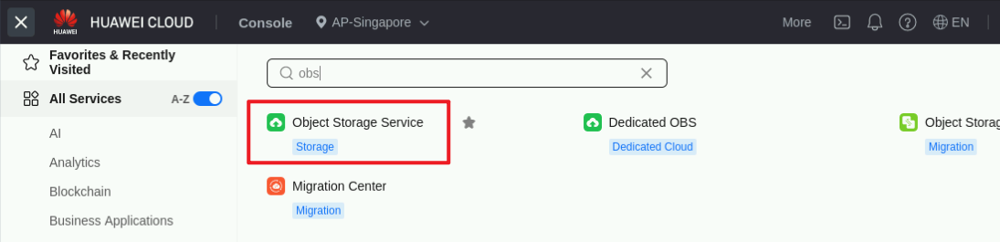 HUAWEI
HUAWEI CLOUD
Console
AP-Singapore
More
EN
Favorites & Recently
Visited
All Services
A-Z
AI
Analytics
Blockchain
Business Applications
obs
Object Storage Service
Storage
Dedicated OBS
Dedicated Cloud
Object Storag
Migration
Migration Center
Migration